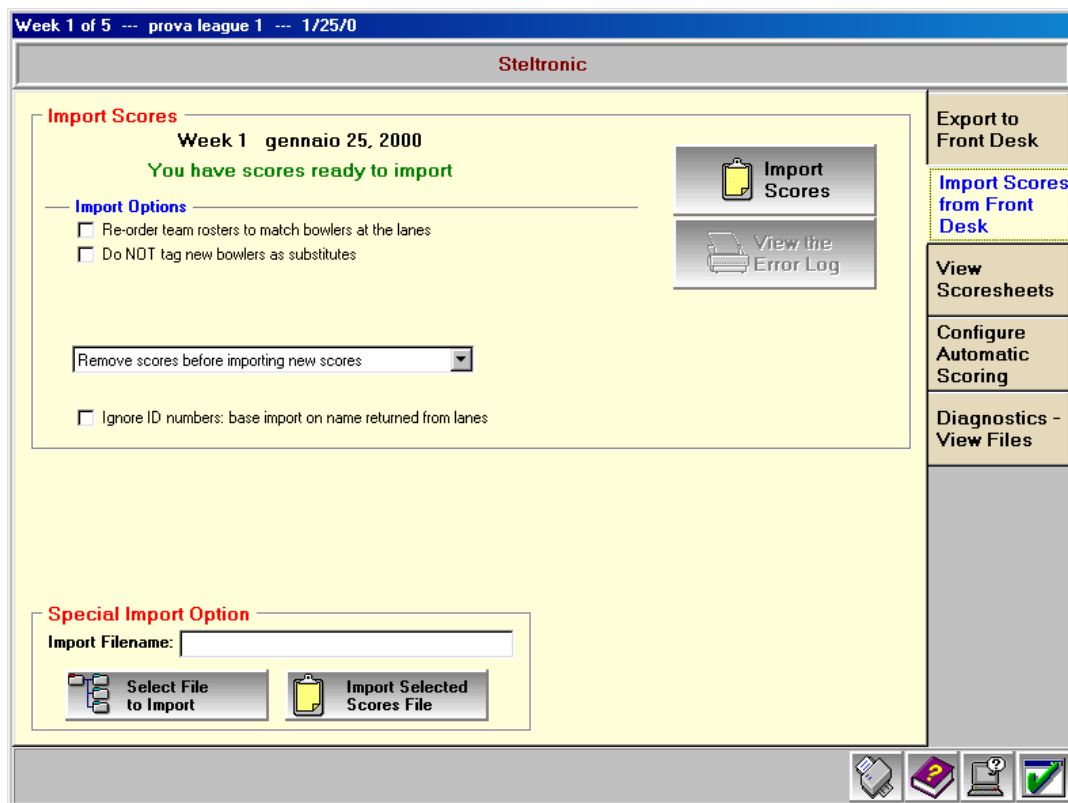 Week 1 of 5 --- prova league 1 --- 1/25/0
Steltronic
Import Scores
Week 1 gennaio 25, 2000
You have scores ready to import
Import Options
Re-order team rosters to match bowlers at the lanes
Do NOT tag new bowlers as substitutes
Remove scores before importing new scores
Ignore ID numbers: base import on name returned from lanes
Import
Scores
View the
Error Log
Special Import Option
Import Filename:
Select File
to Import
Import Selected
Scores File
Export to
Front Desk
Import Scores
from Front
Desk
View
Scoresheets
Configure
Automatic
Scoring
Diagnostics -
View Files